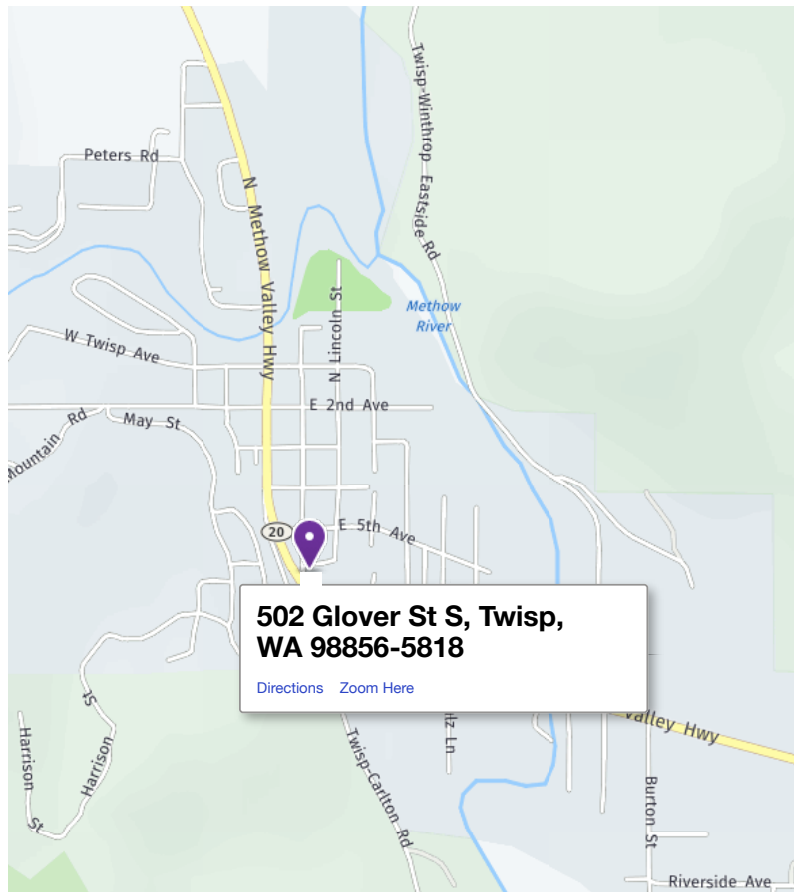 Peters Rd
Twisp-Winthrop Eastside Rd
N Methow Valley Hwy
Methow
River
N Lincoln St
W Twisp Ave
E 2nd Ave
Mountain Rd
May St
20
E 5th Ave
502 Glover St S, Twisp,
WA 98856-5818
Directions Zoom Here
Harrison St
Harrison St
Valley Hwy
Ln
Twisp-Carlton Rd
Burton St
Riverside Ave